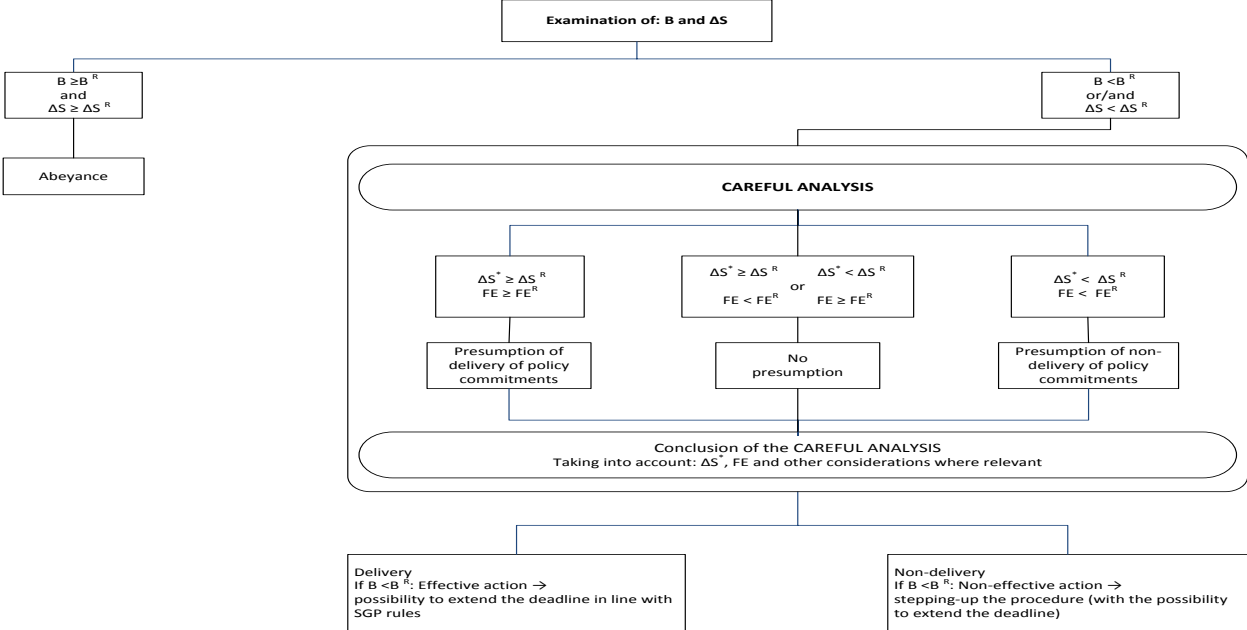 Examination of: B and ΔS
B ≥B R
and
ΔS ≥ ΔS R
B <B R
or/and
ΔS < ΔS R
Abeyance
CAREFUL ANALYSIS
ΔS* ≥ ΔS R
FE ≥ FER
ΔS* ≥ ΔS R ΔS* < ΔS R
or
FE < FER FE ≥ FER
ΔS* < ΔS R
FE < FER
Presumption of
delivery of policy
commitments
No
presumption
Presumption of non-
delivery of policy
commitments
Conclusion of the CAREFUL ANALYSIS
Taking into account: ΔS*, FE and other considerations where relevant
Delivery
If B <B R: Effective action →
possibility to extend the deadline in line with
SGP rules
Non-delivery
If B <B R: Non-effective action →
stepping-up the procedure (with the possibility
to extend the deadline)